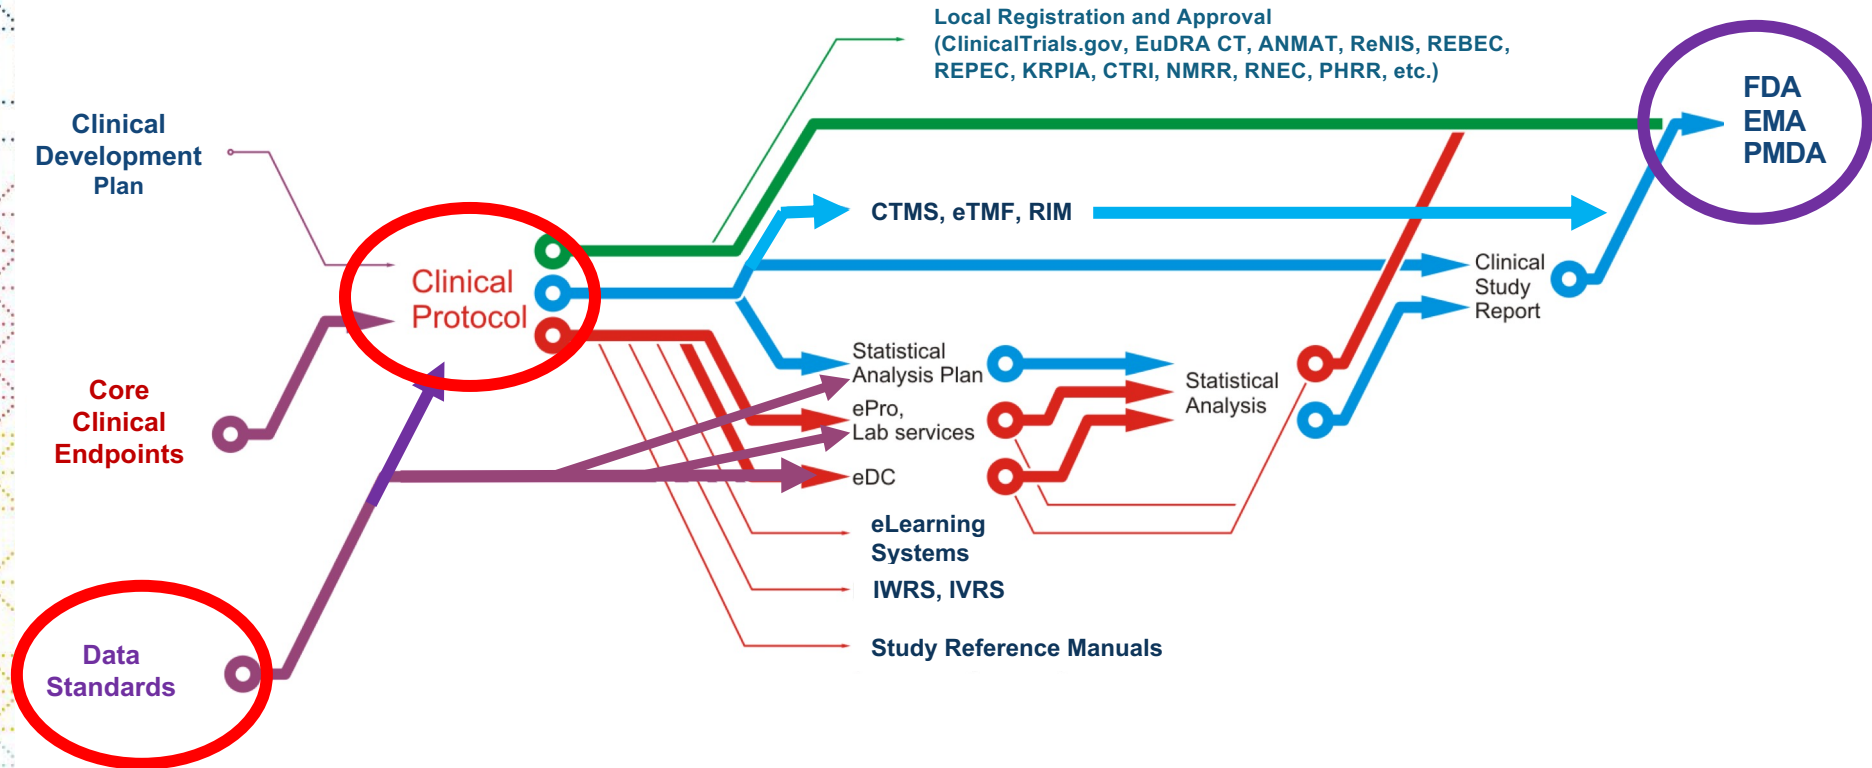 Local Registration and Approval
(ClinicalTrials.gov, EuDRA CT, ANMAT, ReNIS, REBEC,
REPEC, KRPIA, CTRI, NMRR, RNEC, PHRR, etc.)
FDA
EMA
PMDA
Clinical
Development
Plan
CTMS, eTMF, RIM
Clinical
Protocol
Clinical
Study
Report
Statistical
Analysis Plan
Statistical
Analysis
Core
Clinical
Endpoints
ePro,
Lab services
eDC
eLearning
Systems
IWRS, IVRS
Study Reference Manuals
Data
Standards